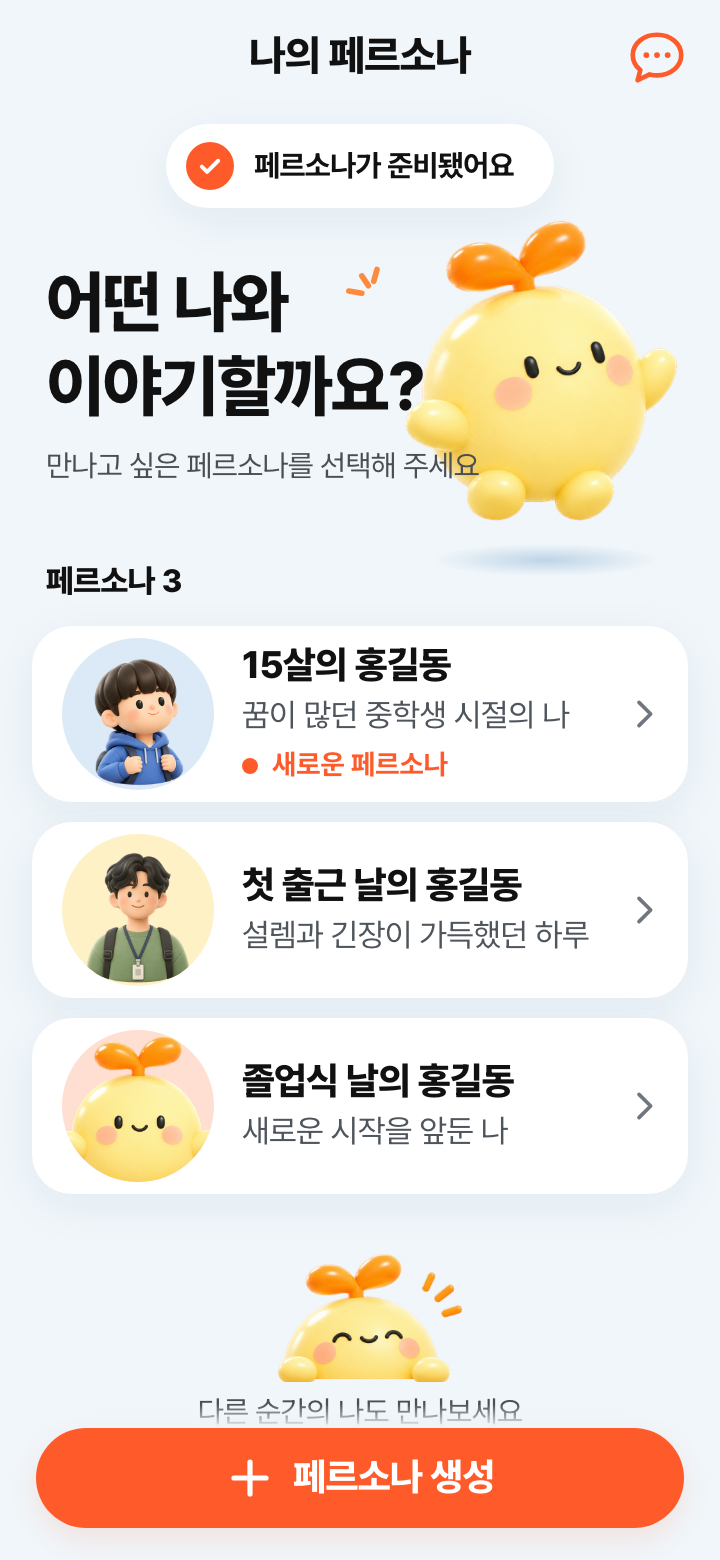 나의 페르소나
페르소나가 준비됐어요
어떤 나와
이야기할까요?
만나고 싶은 페르소나를 선택해 주세요
페르소나 3
15살의 홍길동
꿈이 많던 중학생 시절의 나
새로운 페르소나
첫 출근 날의 홍길동
설렘과 긴장이 가득했던 하루
졸업식 날의 홍길동
새로운 시작을 앞둔 나
다른 순간의 나도 만나보세요
페르소나 생성